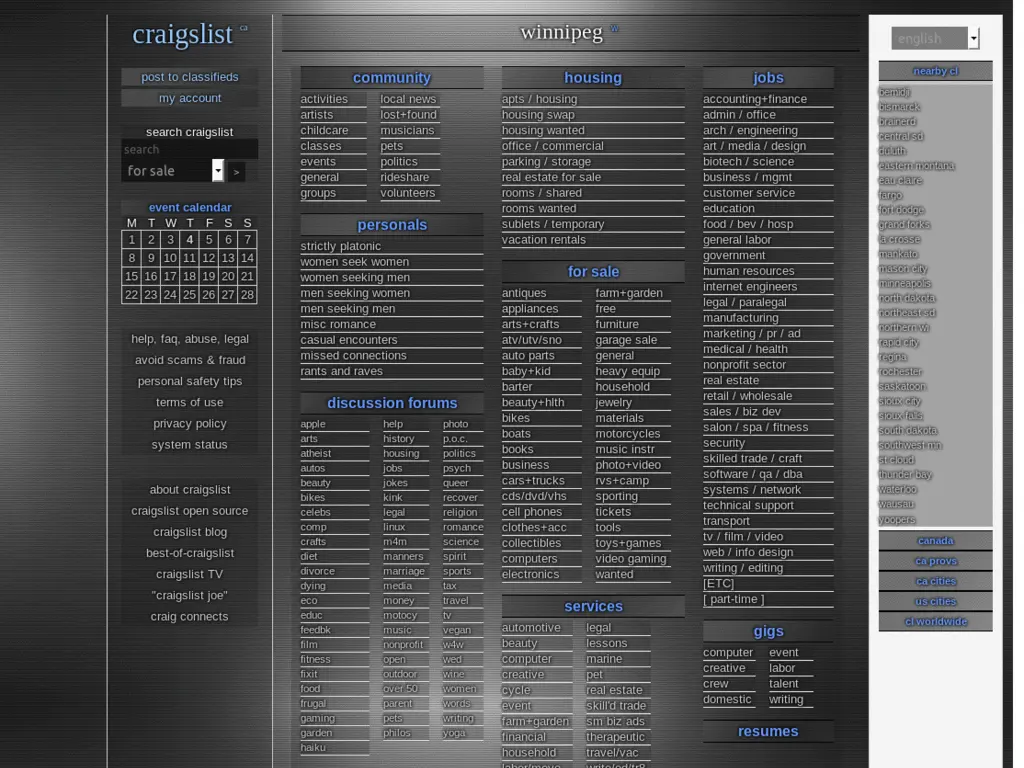 craigslist ca
post to classifieds
my account
search craigslist
search
for sale >
event calendar
M T W T F S S
1 2 3 4 5 6 7
8 9 10 11 12 13 14
15 16 17 18 19 20 21
22 23 24 25 26 27 28
help, faq, abuse, legal
avoid scams & fraud
personal safety tips
terms of use
privacy policy
system status
about craigslist
craigslist open source
craigslist blog
best-of-craigslist
craigslist TV
"craigslist joe"
craig connects
winnipeg w
community
activities
artists
childcare
classes
events
general
groups
local news
lost+found
musicians
pets
politics
rideshare
volunteers
personals
strictly platonic
women seek women
women seeking men
men seeking women
men seeking men
misc romance
casual encounters
missed connections
rants and raves
discussion forums
apple
arts
atheist
autos
beauty
bikes
celebs
comp
crafts
diet
divorce
dying
eco
educ
feedbk
film
fitness
fixit
food
frugal
gaming
garden
haiku
help
history
housing
jobs
jokes
kink
legal
linux
m4m
manners
marriage
media
money
motocy
music
nonprofit
open
outdoor
over 50
parent
pets
philos
photo
p.o.c.
politics
psych
queer
recover
religion
romance
science
spirit
sports
tax
travel
tv
vegan
w4w
wed
wine
women
words
writing
yoga
housing
apts / housing
housing swap
housing wanted
office / commercial
parking / storage
real estate for sale
rooms / shared
rooms wanted
sublets / temporary
vacation rentals
for sale
antiques
appliances
arts+crafts
atv/utv/sno
auto parts
baby+kid
barter
beauty+hlth
bikes
boats
books
business
cars+trucks
cds/dvd/vhs
cell phones
clothes+acc
collectibles
computers
electronics
farm+garden
free
furniture
garage sale
general
heavy equip
household
jewelry
materials
motorcycles
music instr
photo+video
rvs+camp
sporting
tickets
tools
toys+games
video gaming
wanted
services
automotive
beauty
computer
creative
cycle
event
farm+garden
financial
household
labor/move
legal
lessons
marine
pet
real estate
skill'd trade
sm biz ads
therapeutic
travel/vac
write/ed/tr8
jobs
accounting+finance
admin / office
arch / engineering
art / media / design
biotech / science
business / mgmt
customer service
education
food / bev / hosp
general labor
government
human resources
internet engineers
legal / paralegal
manufacturing
marketing / pr / ad
medical / health
nonprofit sector
real estate
retail / wholesale
sales / biz dev
salon / spa / fitness
security
skilled trade / craft
software / qa / dba
systems / network
technical support
transport
tv / film / video
web / info design
writing / editing
[ETC]
[ part-time ]
gigs
computer
creative
crew
domestic
event
labor
talent
writing
resumes
english
nearby cl
bemidji
bismarck
brainerd
central sd
duluth
eastern montana
eau claire
fargo
fort dodge
grand forks
la crosse
mankato
mason city
minneapolis
north dakota
northeast sd
northern wi
rapid city
regina
rochester
saskatoon
sioux city
sioux falls
south dakota
southwest mn
st cloud
thunder bay
waterloo
wausau
yoopers
canada
ca provs
ca cities
us cities
cl worldwide